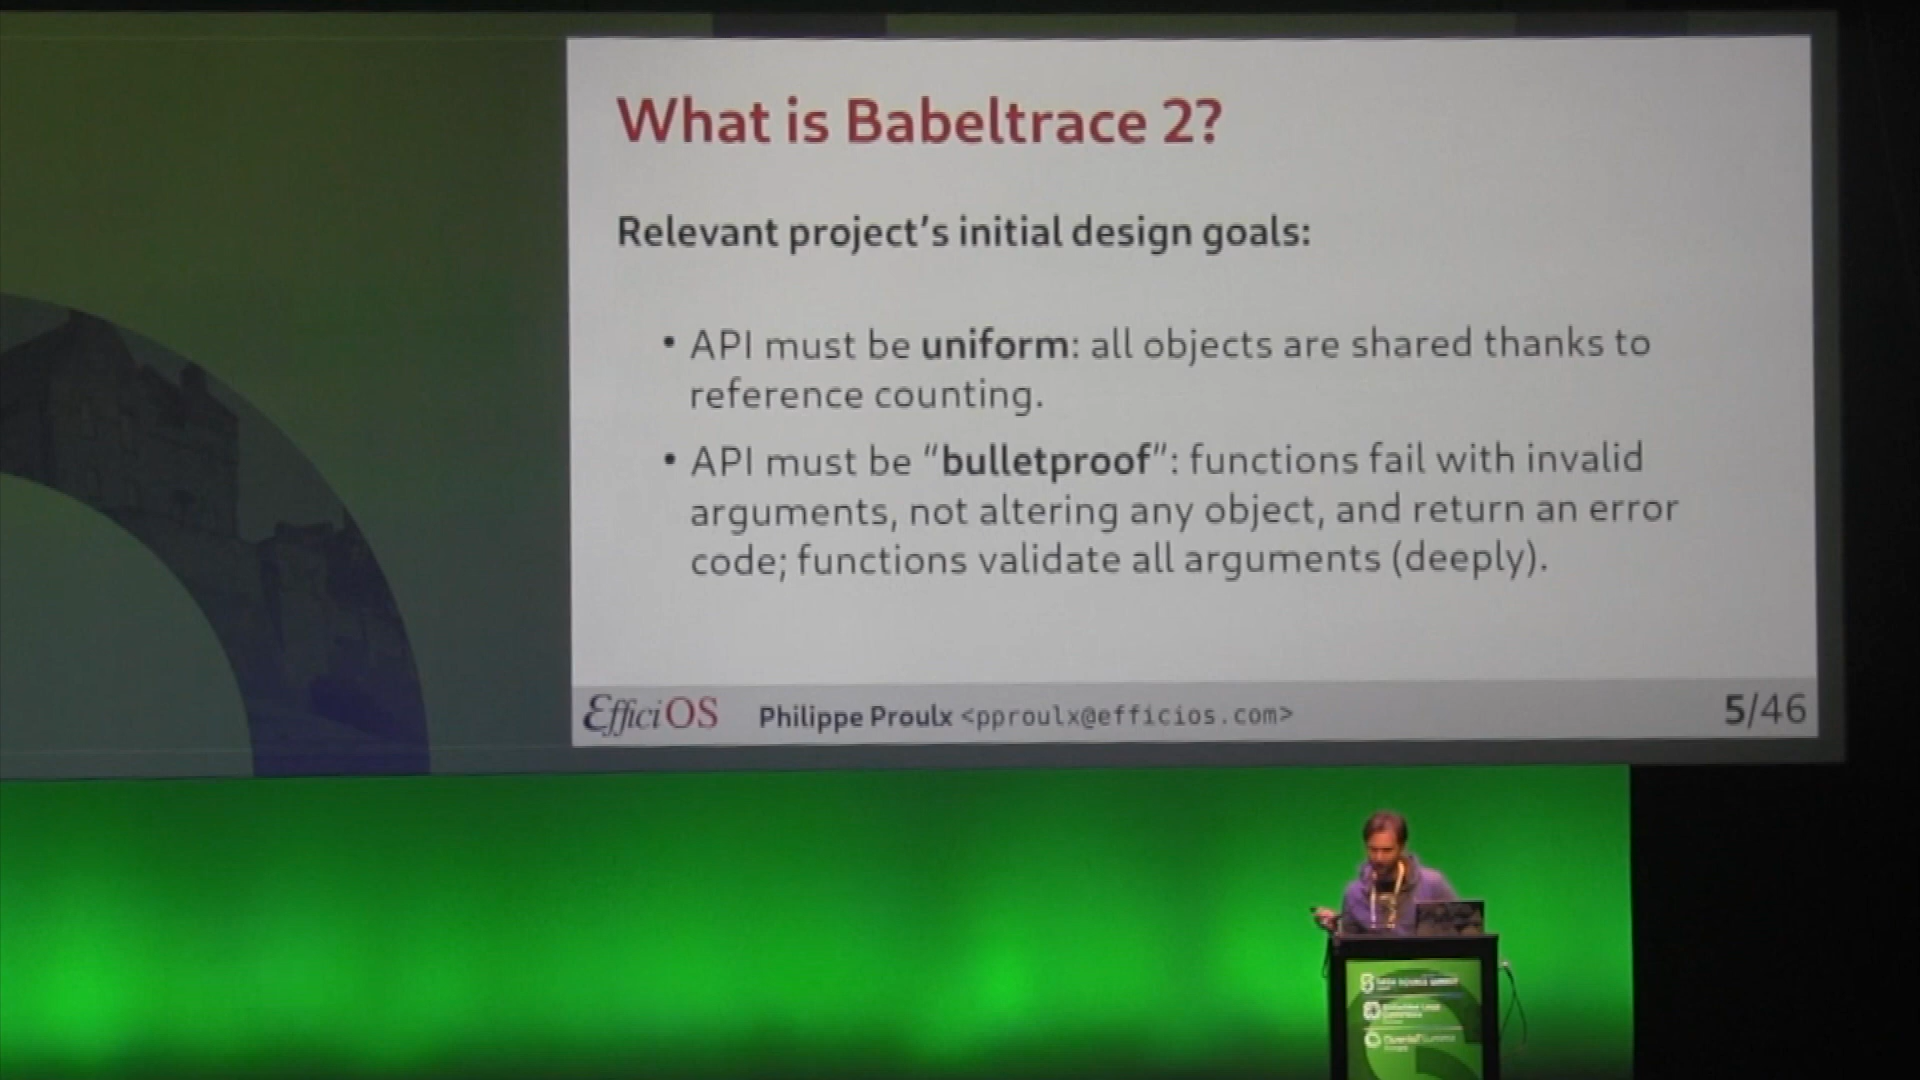 What is Babeltrace 2?
Relevant project's initial design goals:
• API must be uniform: all objects are shared thanks to
reference counting.
• API must be “bulletproof”: functions fail with invalid
arguments, not altering any object, and return an error
code; functions validate all arguments (deeply).
EfficiOS Philippe Proulx <pproulx@efficios.com> 5/46